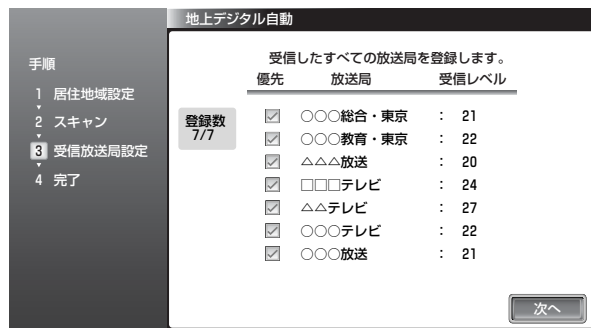 地上デジタル自動
手順
1 居住地域設定
2 スキャン
3 受信放送局設定
4 完了
受信したすべての放送局を登録します。
優先 放送局 受信レベル
登録数
7/7
○○○総合・東京 : 21
○○○教育・東京 : 22
△△△放送 : 20
□□□テレビ : 24
△△テレビ : 27
○○○テレビ : 22
○○○放送 : 21
次へ